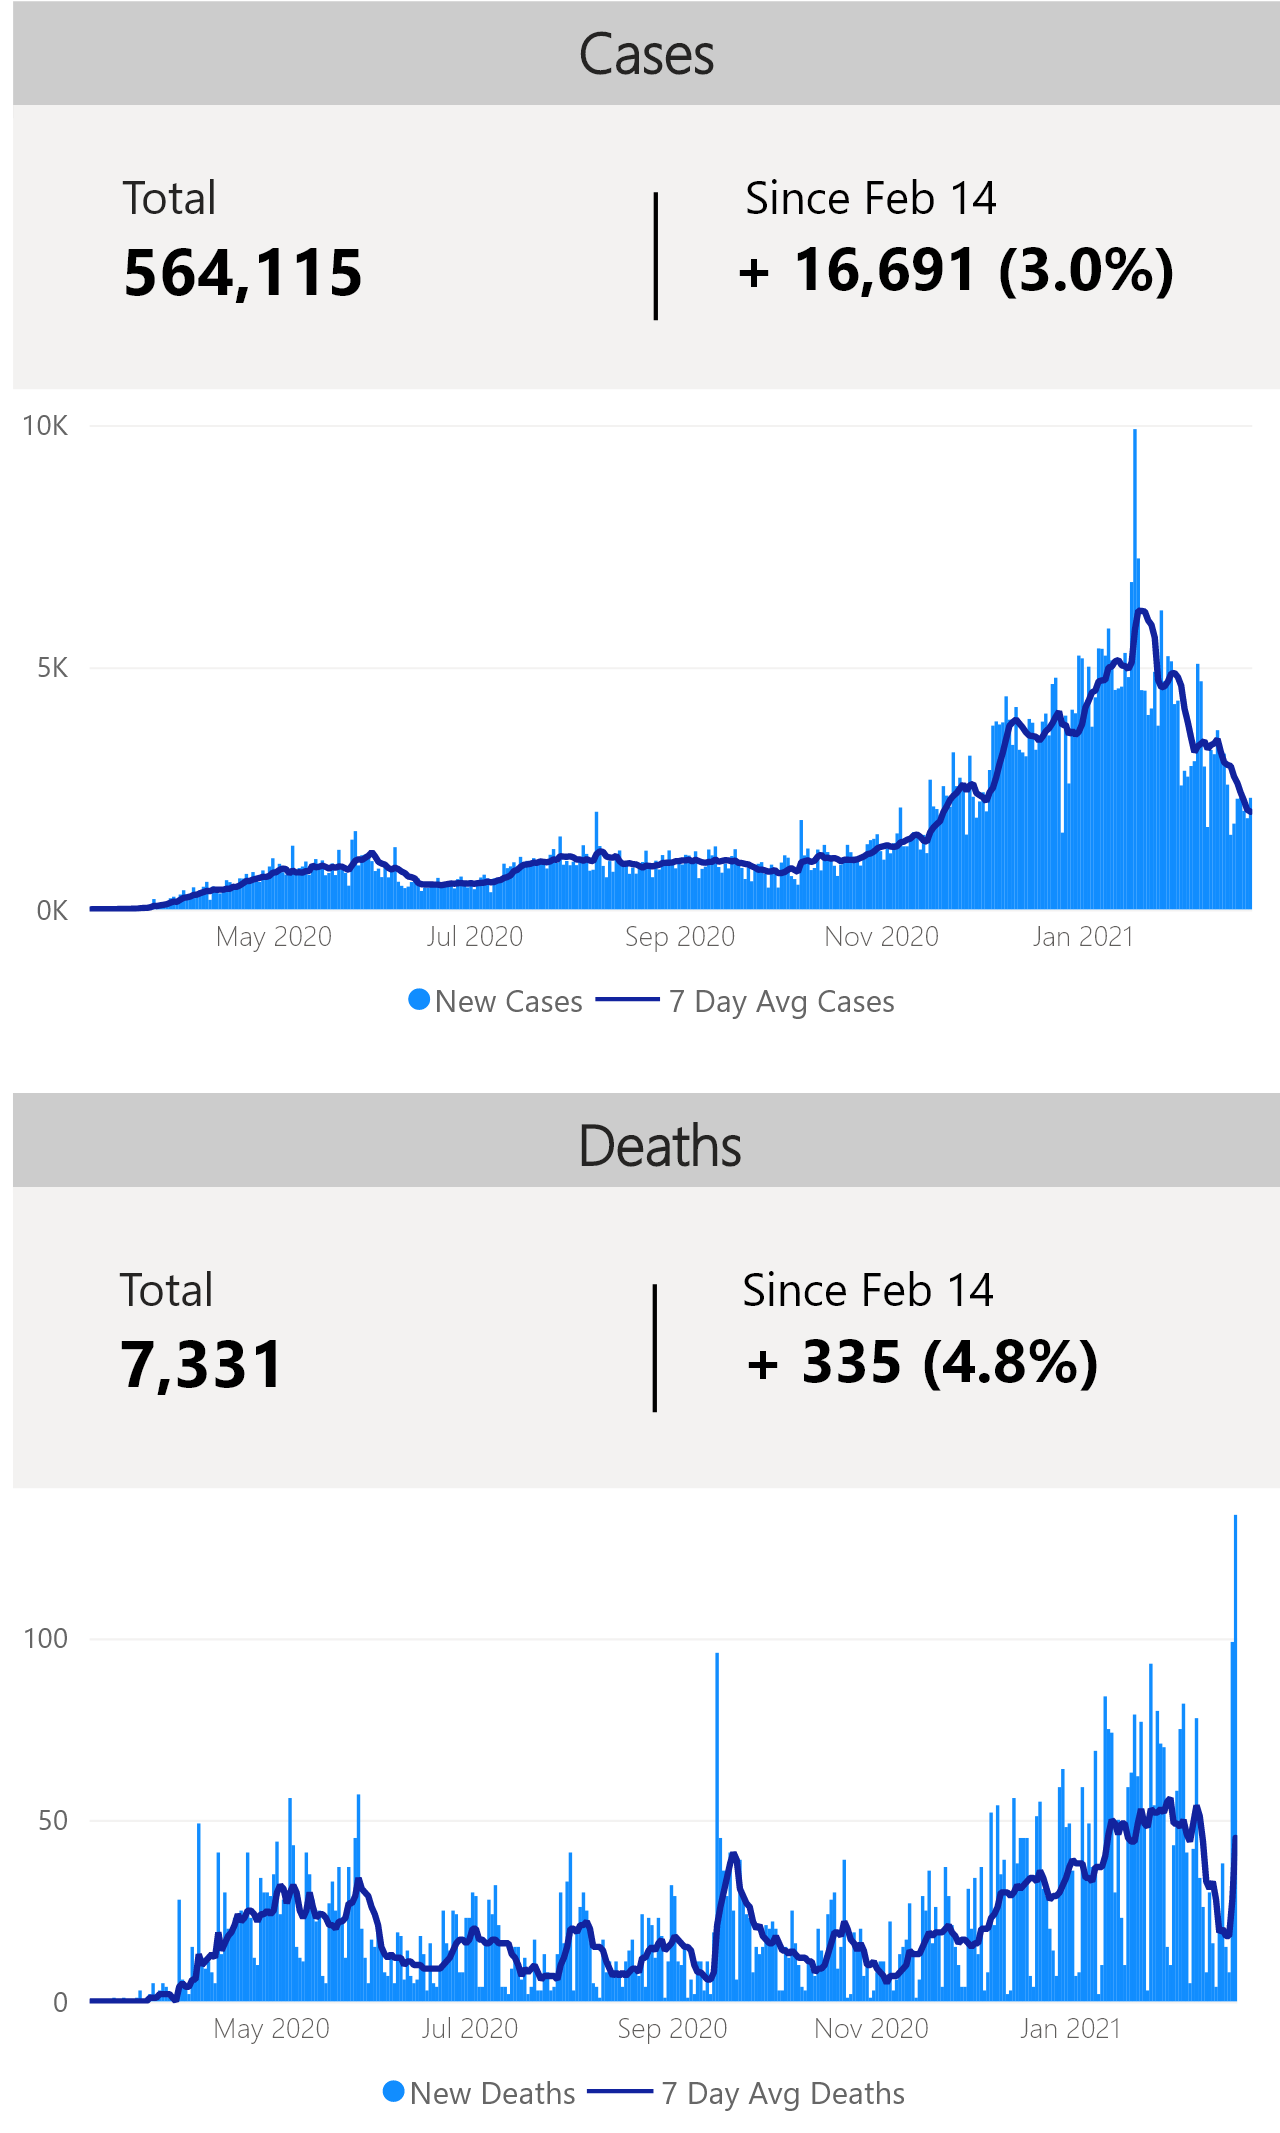 Cases
Total
Since Feb 14
564,115
+ 16,691 (3.0%)
10K
5K
0K
May 2020
Jul 2020
Sep 2020
Nov 2020
Jan 2021
New Cases
7 Day Avg Cases
Deaths
Total
Since Feb 14
7,331
+ 335 (4.8%)
100
50
0
May 2020
Jul 2020
Sep 2020
Nov 2020
Jan 2021
New Deaths
7 Day Avg Deaths